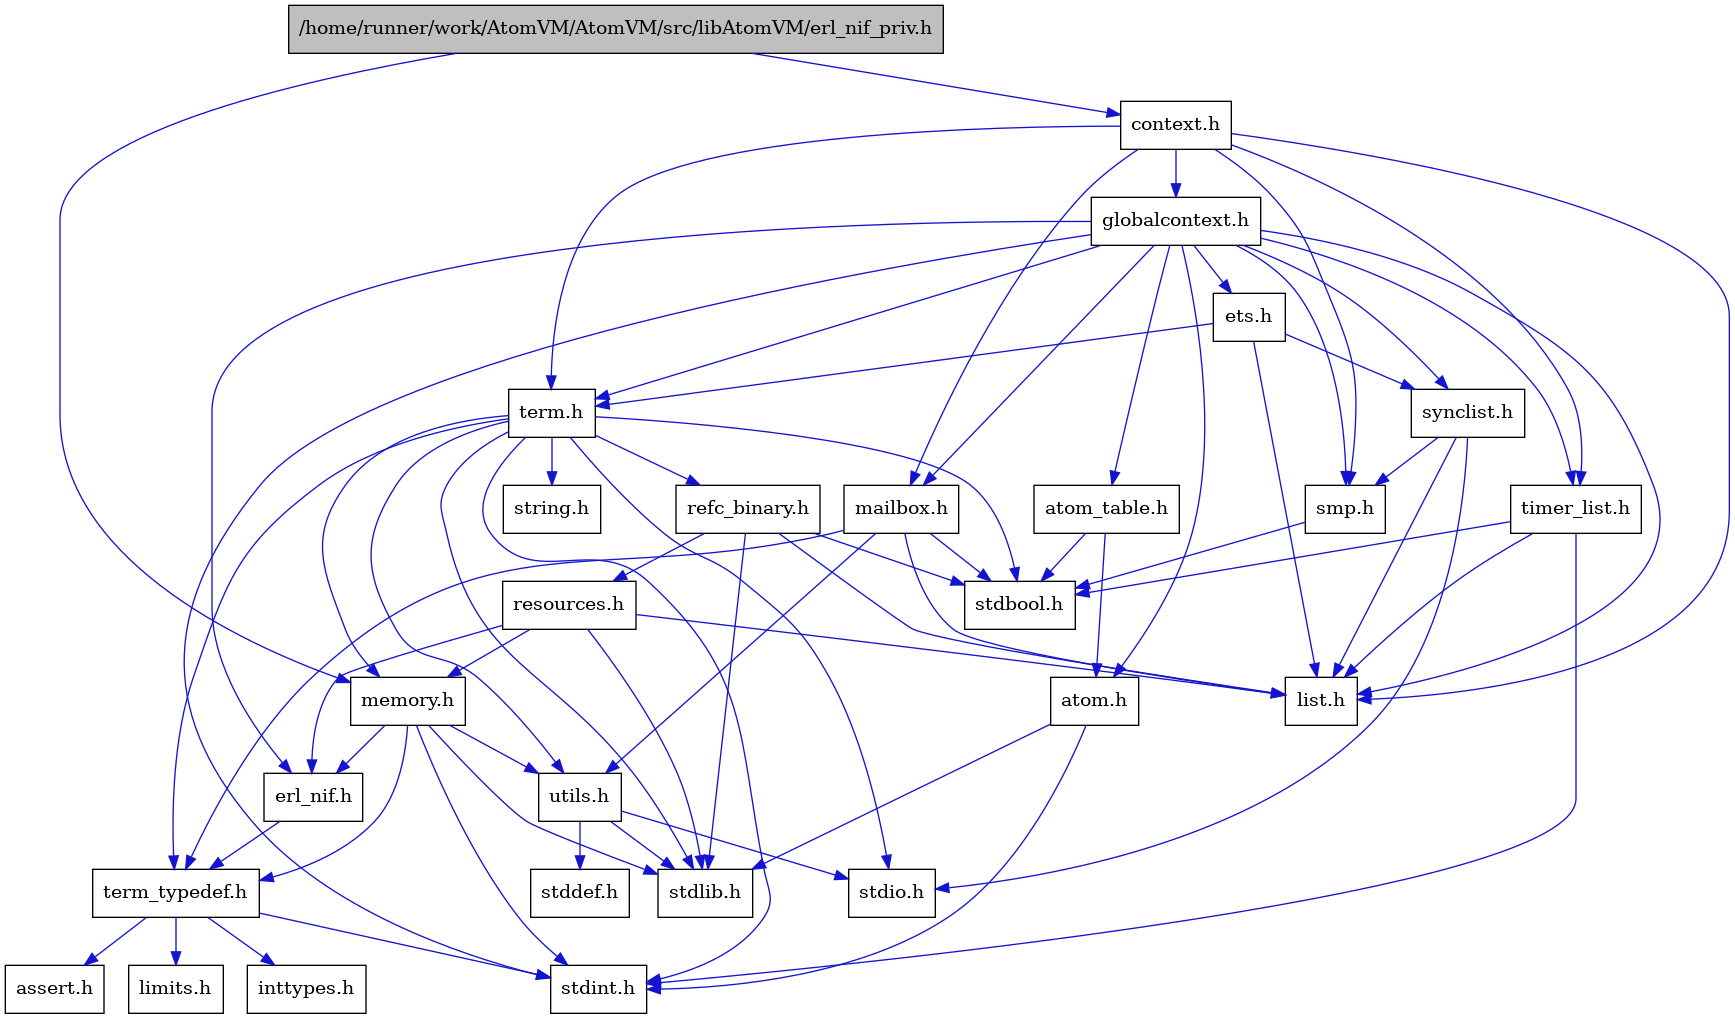 /home/runner/work/AtomVM/AtomVM/src/libAtomVM/erl_nif_priv.h
context.h
globalcontext.h
ets.h
term.h
synclist.h
string.h
refc_binary.h
mailbox.h
atom_table.h
smp.h
timer_list.h
resources.h
stdbool.h
memory.h
atom.h
list.h
erl_nif.h
utils.h
term_typedef.h
stddef.h
stdlib.h
stdio.h
assert.h
limits.h
inttypes.h
stdint.h